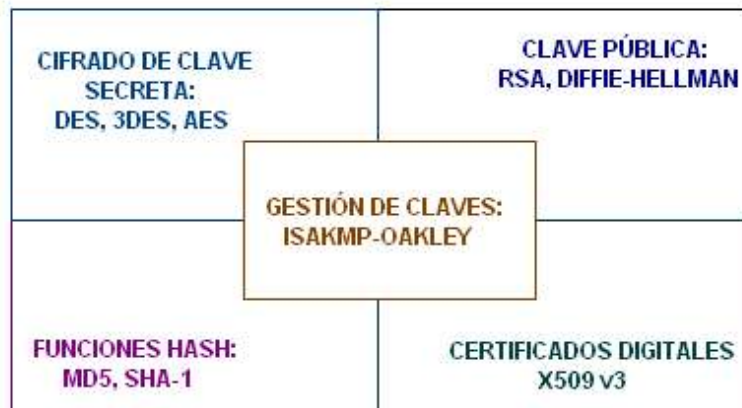 CIFRADO DE CLAVE
SECRETA:
DES, 3DES, AES
CLAVE PÚBLICA:
RSA, DIFFIE-HELLMAN
GESTIÓN DE CLAVES:
ISAKMP-OAKLEY
FUNCIONES HASH:
MD5, SHA-1
CERTIFICADOS DIGITALES
X509 v3